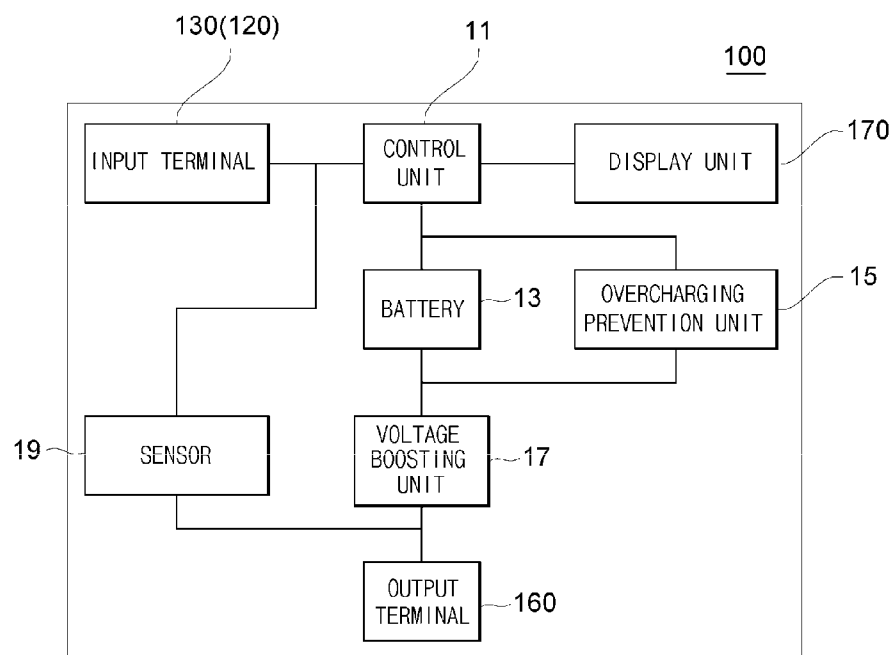 130(120)
11
100
INPUT TERMINAL
CONTROL
UNIT
DISPLAY UNIT
170
BATTERY
13
OVERCHARGING
PREVENTION UNIT
15
19
SENSOR
VOLTAGE
BOOSTING
UNIT
17
OUTPUT
TERMINAL
160